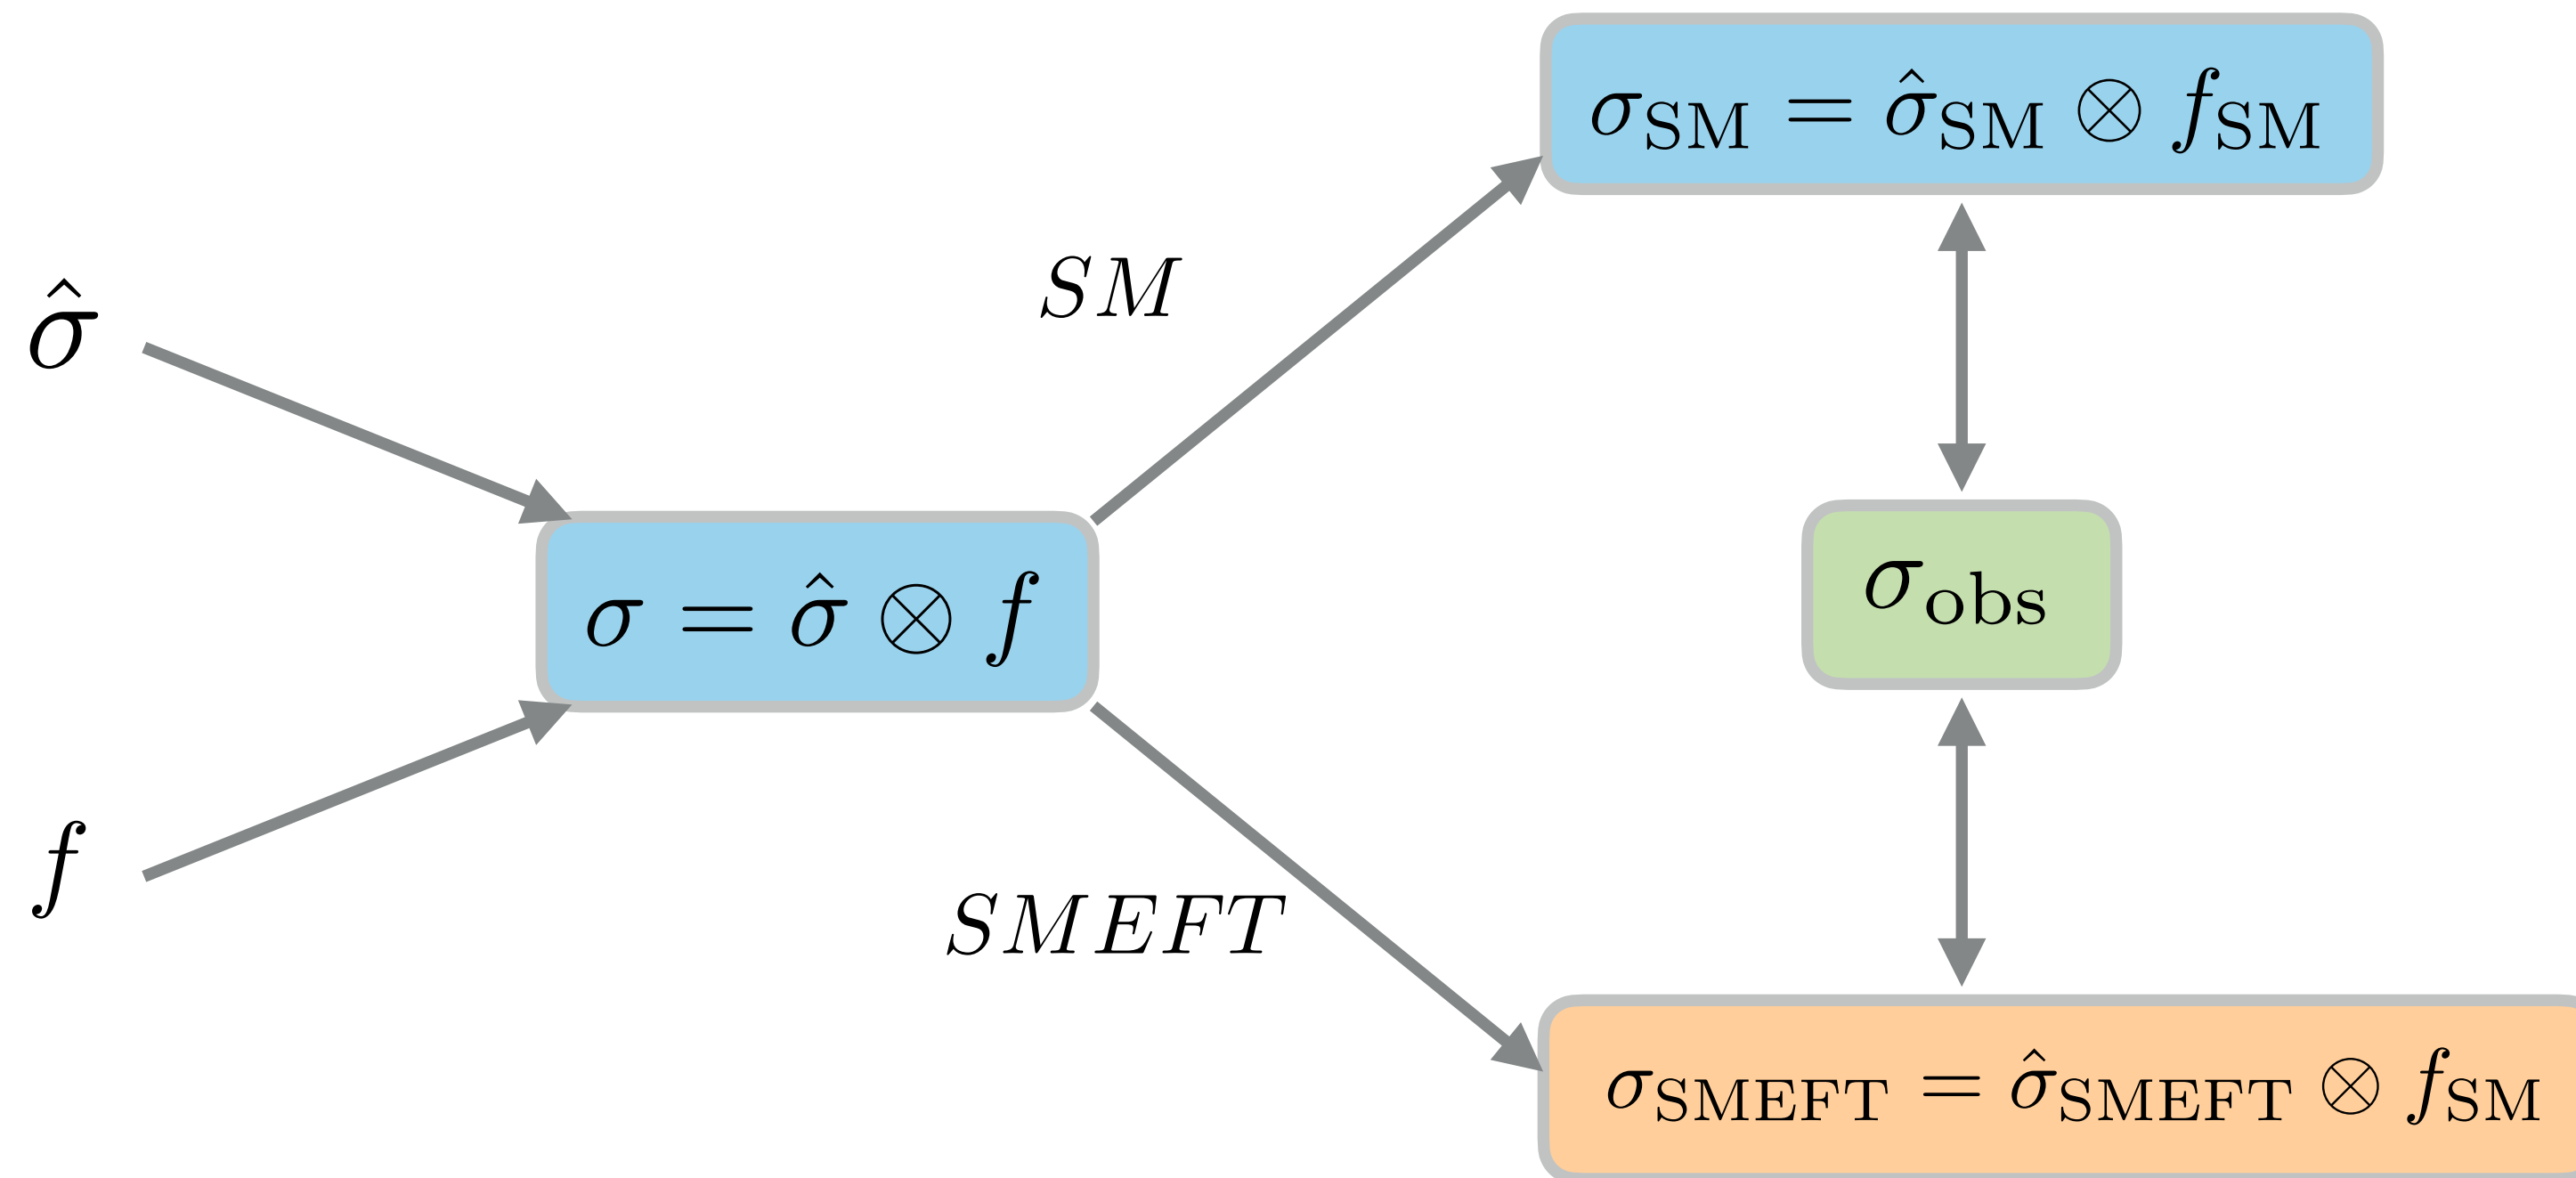 σ_SM = σ̂_SM ⊗ f_SM
SM
σ̂
σ = σ̂ ⊗ f
σ_obs
f
SMEFT
σ_SMEFT = σ̂_SMEFT ⊗ f_SM